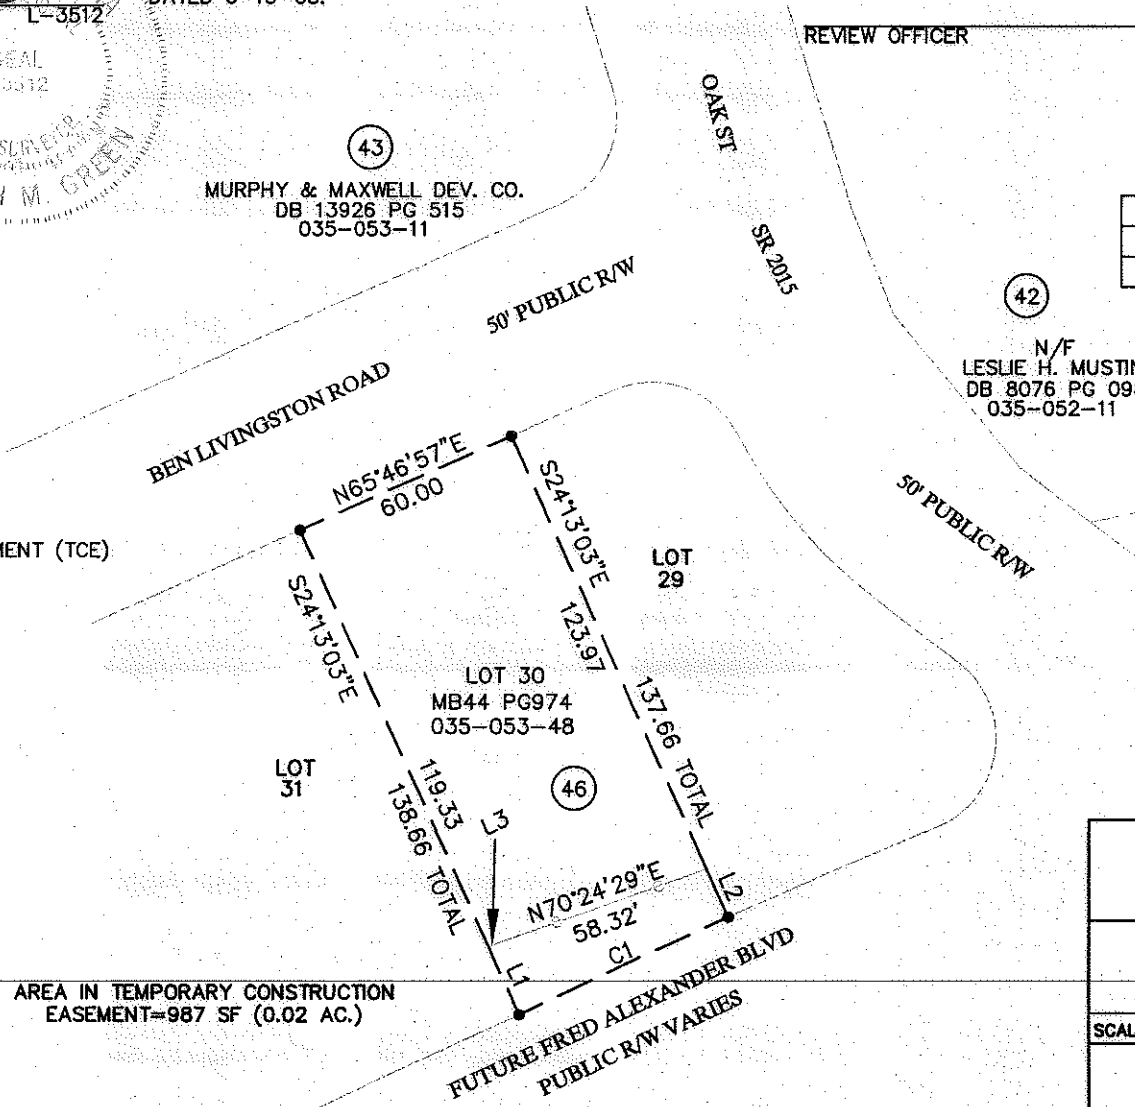 L-3512
REVIEW OFFICER
OAK ST
43
MURPHY & MAXWELL DEV. CO.
DB 13926 PG 515
035-053-11
M. GREEN
SR 2015
50' PUBLIC R/W
42
N/F
LESLIE H.
DB 8076 PG
035-052-11
BEN LIVINGSTON ROAD
N65°46'57"E
60.00
S24°13'03"E
50' PUBLIC R/W
(TCE)
LOT
29
S24°13'03"E
123.97
LOT 30
MB44 PG974
035-053-48
137.66 TOTAL
LOT
31
46
119.33
138.66 TOTAL
L3
N70°24'29"E
58.32'
L2
C1
L1
AREA IN TEMPORARY CONSTRUCTION
EASEMENT=987 SF (0.02 AC.)
FUTURE FRED ALEXANDER BLVD
PUBLIC R/W VARIES